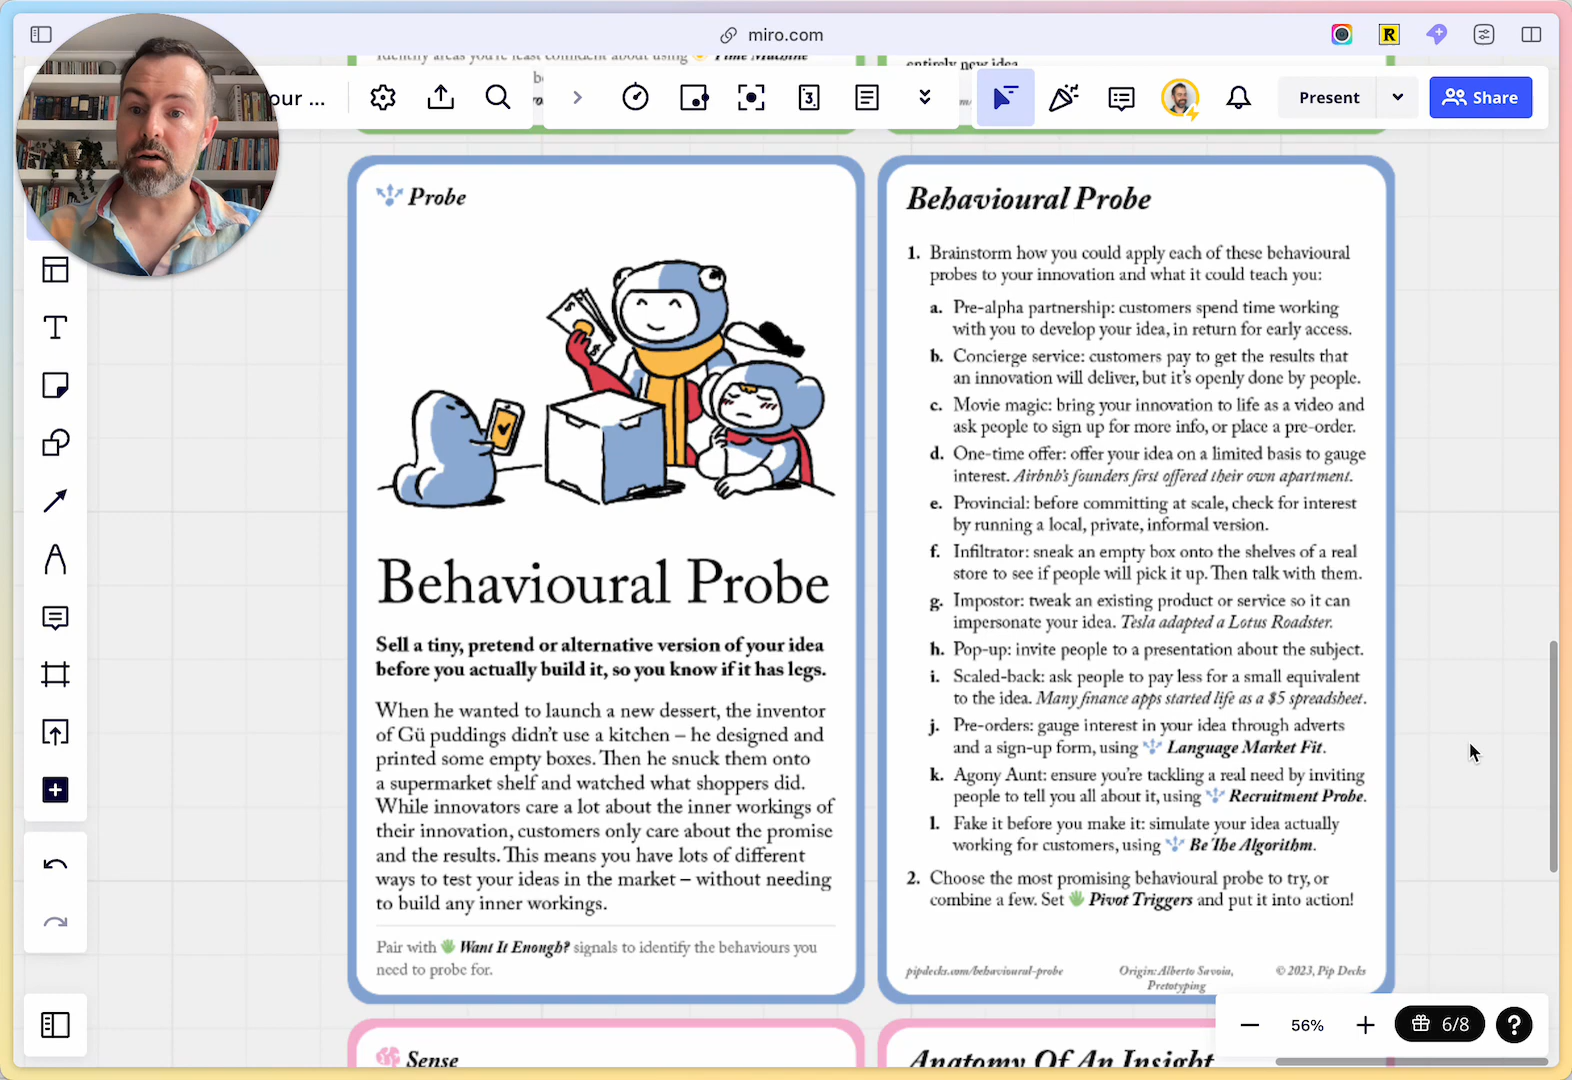 miro.com
Identify areas you're least confident about using Time Machine
entirely new idea
our ...
3
Present
Share
Probe
Behavioural Probe
Sell a tiny, pretend or alternative version of your idea
before you actually build it, so you know if it has legs.
When he wanted to launch a new dessert, the inventor
of Gü puddings didn't use a kitchen – he designed and
printed some empty boxes. Then he snuck them onto
a supermarket shelf and watched what shoppers did.
While innovators care a lot about the inner workings of
their innovation, customers only care about the promise
and the results. This means you have lots of different
ways to test your ideas in the market – without needing
to build any inner workings.
Pair with Want It Enough? signals to identify the behaviours you
need to probe for.
Behavioural Probe
1. Brainstorm how you could apply each of these behavioural
probes to your innovation and what it could teach you:
a. Pre-alpha partnership: customers spend time working
with you to develop your idea, in return for early access.
b. Concierge service: customers pay to get the results that
an innovation will deliver, but it's openly done by people.
c. Movie magic: bring your innovation to life as a video and
ask people to sign up for more info, or place a pre-order.
d. One-time offer: offer your idea on a limited basis to gauge
interest. Airbnb's founders first offered their own apartment.
e. Provincial: before committing at scale, check for interest
by running a local, private, informal version.
f. Infiltrator: sneak an empty box onto the shelves of a real
store to see if people will pick it up. Then talk with them.
g. Impostor: tweak an existing product or service so it can
impersonate your idea. Tesla adapted a Lotus Roadster.
h. Pop-up: invite people to a presentation about the subject.
i. Scaled-back: ask people to pay less for a small equivalent
to the idea. Many finance apps started life as a $5 spreadsheet.
j. Pre-orders: gauge interest in your idea through adverts
and a sign-up form, using Language Market Fit.
k. Agony Aunt: ensure you're tackling a real need by inviting
people to tell you all about it, using Recruitment Probe.
l. Fake it before you make it: simulate your idea actually
working for customers, using Be The Algorithm.
2. Choose the most promising behavioural probe to try, or
combine a few. Set Pivot Triggers and put it into action!
pipdecks.com/behavioural-probe
Origin: Alberto Savoia,
Pretotyping
© 2023, Pip Decks
Sense
Anatomy Of An Insight
56%
6/8
?